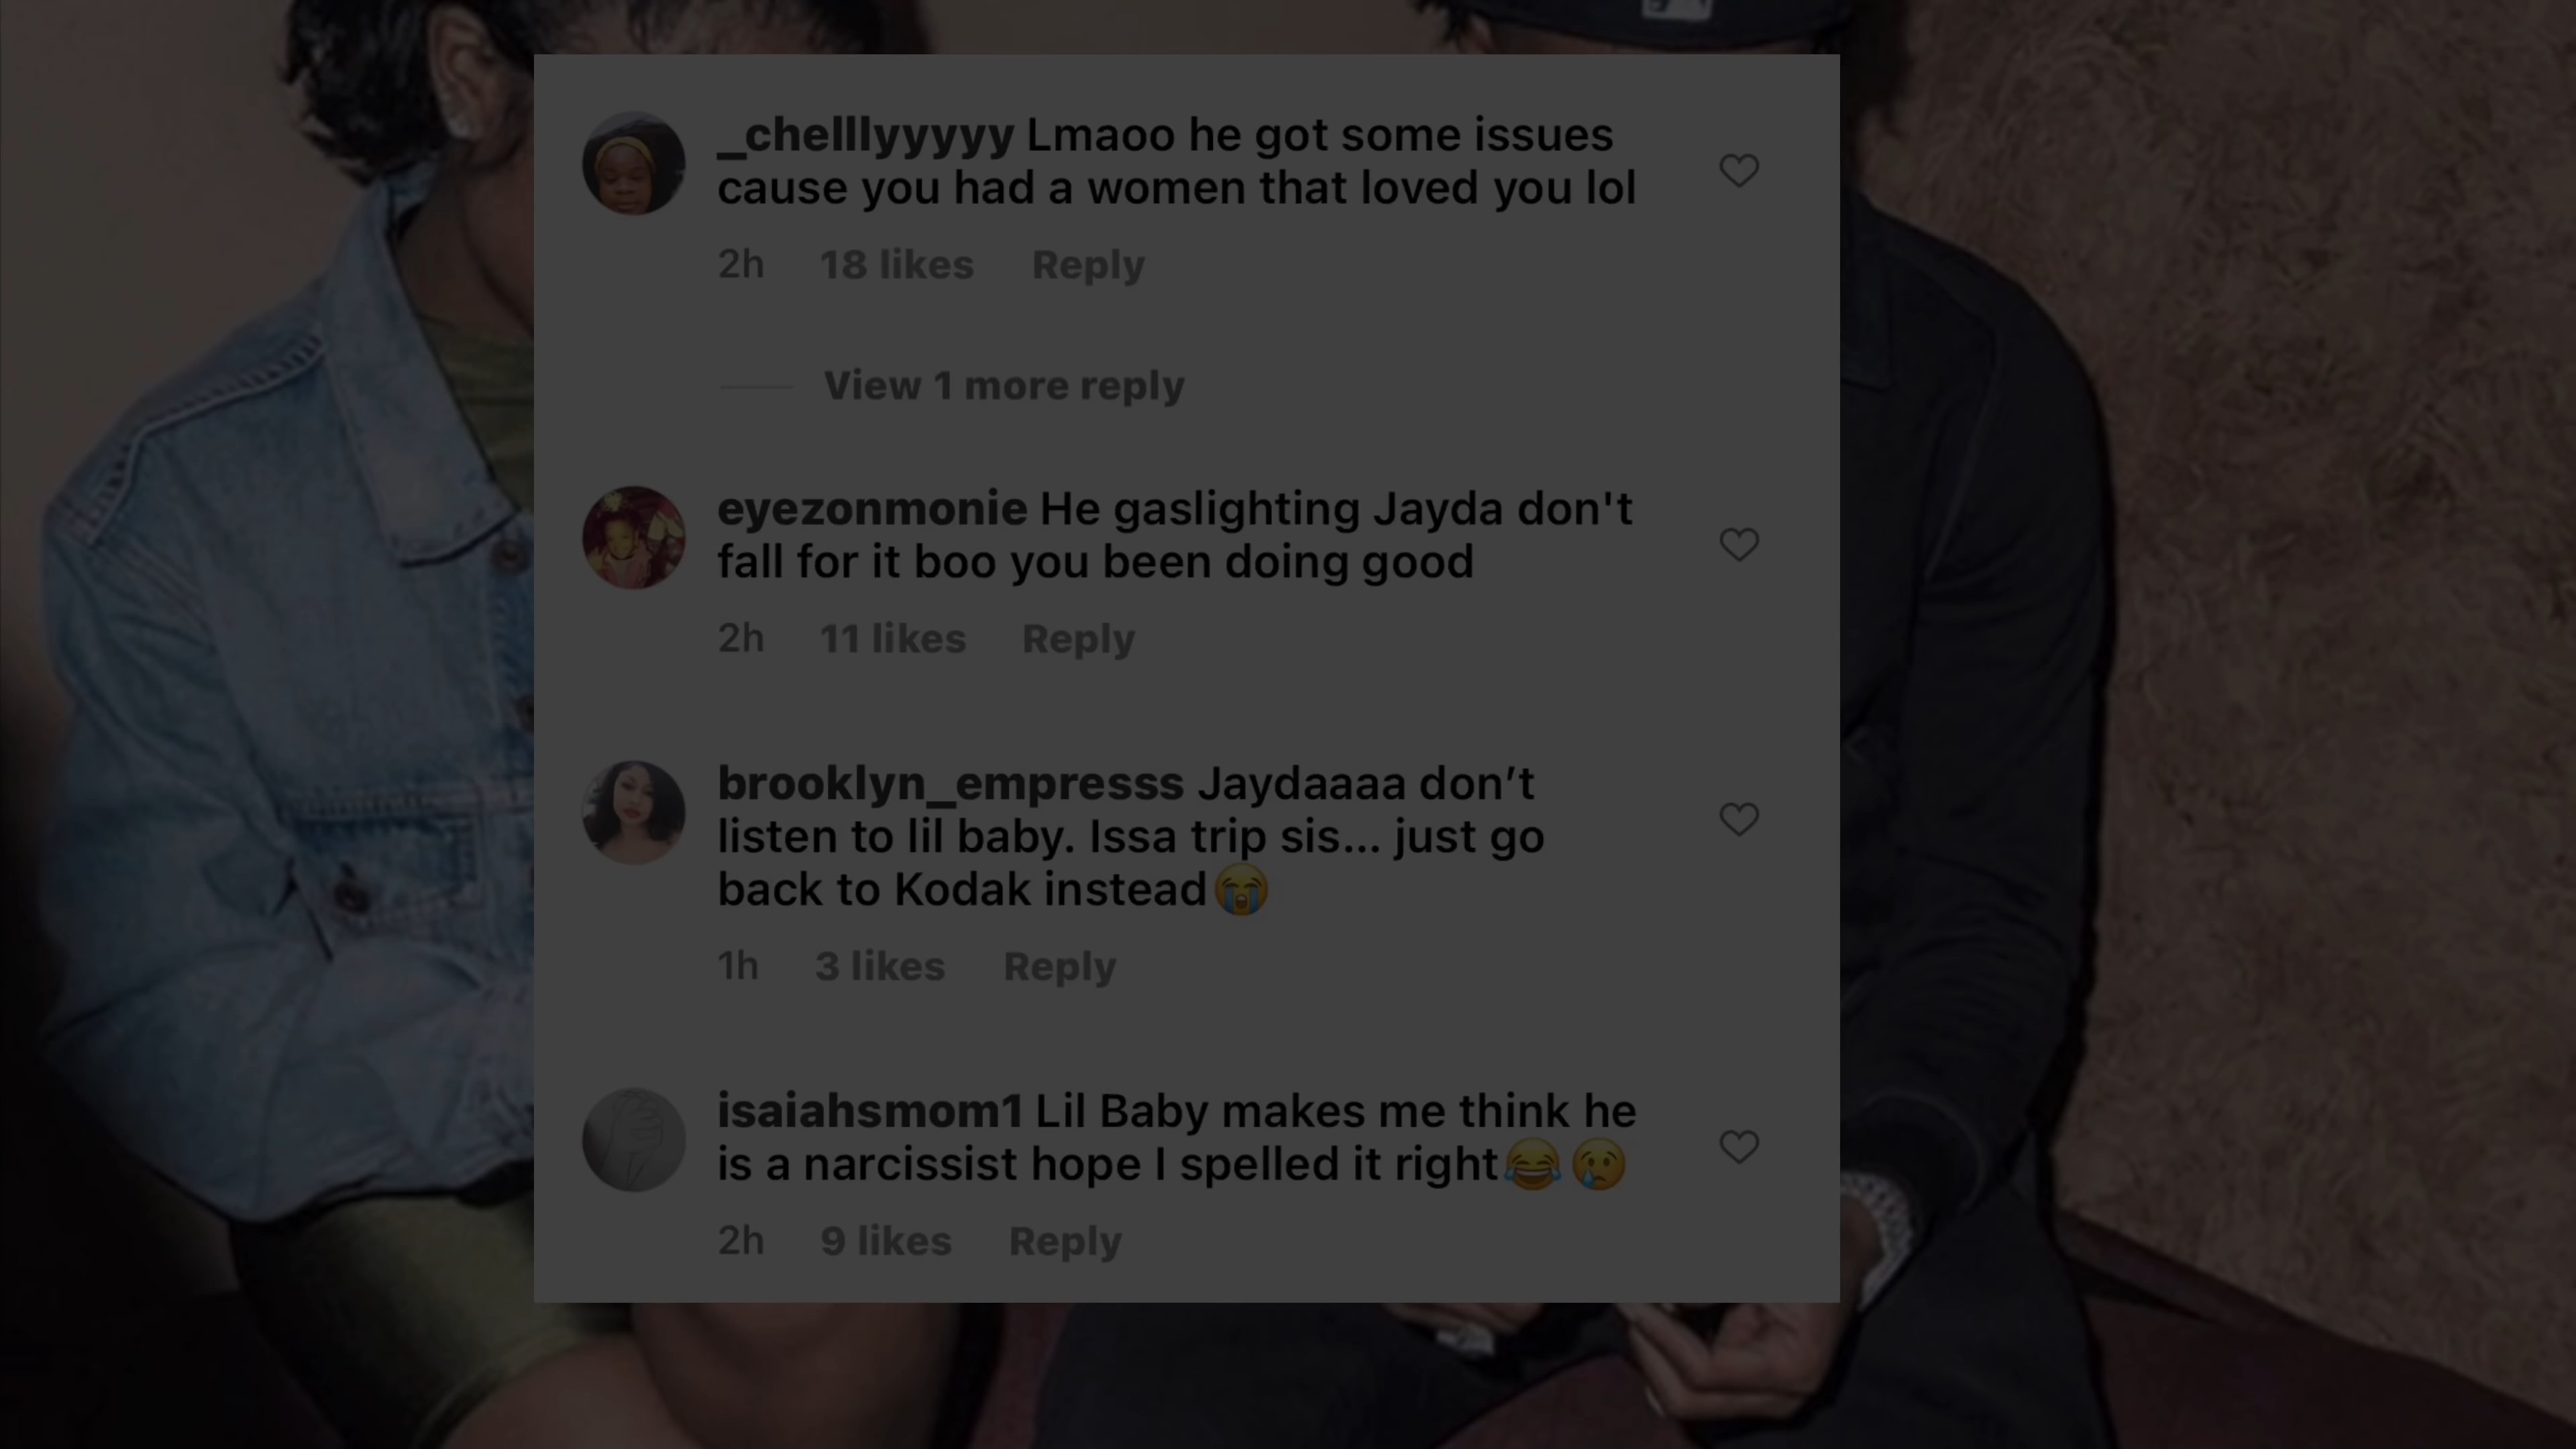 _chelllyyyyy Lmaoo he got some issues
cause you had a women that loved you lol
2h 18 likes Reply
View 1 more reply
eyezonmonie He gaslighting Jayda don't
fall for it boo you been doing good
2h 11 likes Reply
brooklyn_empresss Jaydaaaa don’t
listen to lil baby. Issa trip sis... just go
back to Kodak instead😭
1h 3 likes Reply
isaiahsmom1 Lil Baby makes me think he
is a narcissist hope I spelled it right😂😢
2h 9 likes Reply